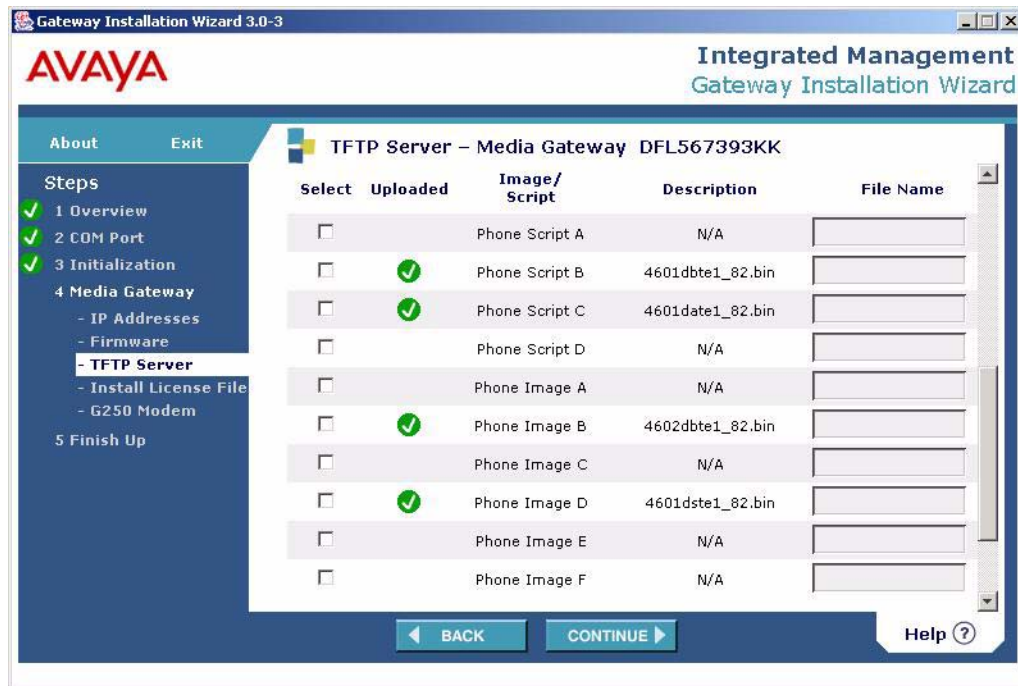 Gateway Installation Wizard 3.0-3
AVAYA
Integrated Management
Gateway Installation Wizard
About Exit
TFTP Server – Media Gateway DFL567393KK
Steps
1 Overview
2 COM Port
3 Initialization
4 Media Gateway
- IP Addresses
- Firmware
- TFTP Server
- Install License File
- G250 Modem
5 Finish Up
Select Uploaded Image/ Script Description File Name
Phone Script A N/A
Phone Script B 4601dbte1_82.bin
Phone Script C 4601date1_82.bin
Phone Script D N/A
Phone Image A N/A
Phone Image B 4602dbte1_82.bin
Phone Image C N/A
Phone Image D 4601dste1_82.bin
Phone Image E N/A
Phone Image F N/A
BACK CONTINUE Help ?